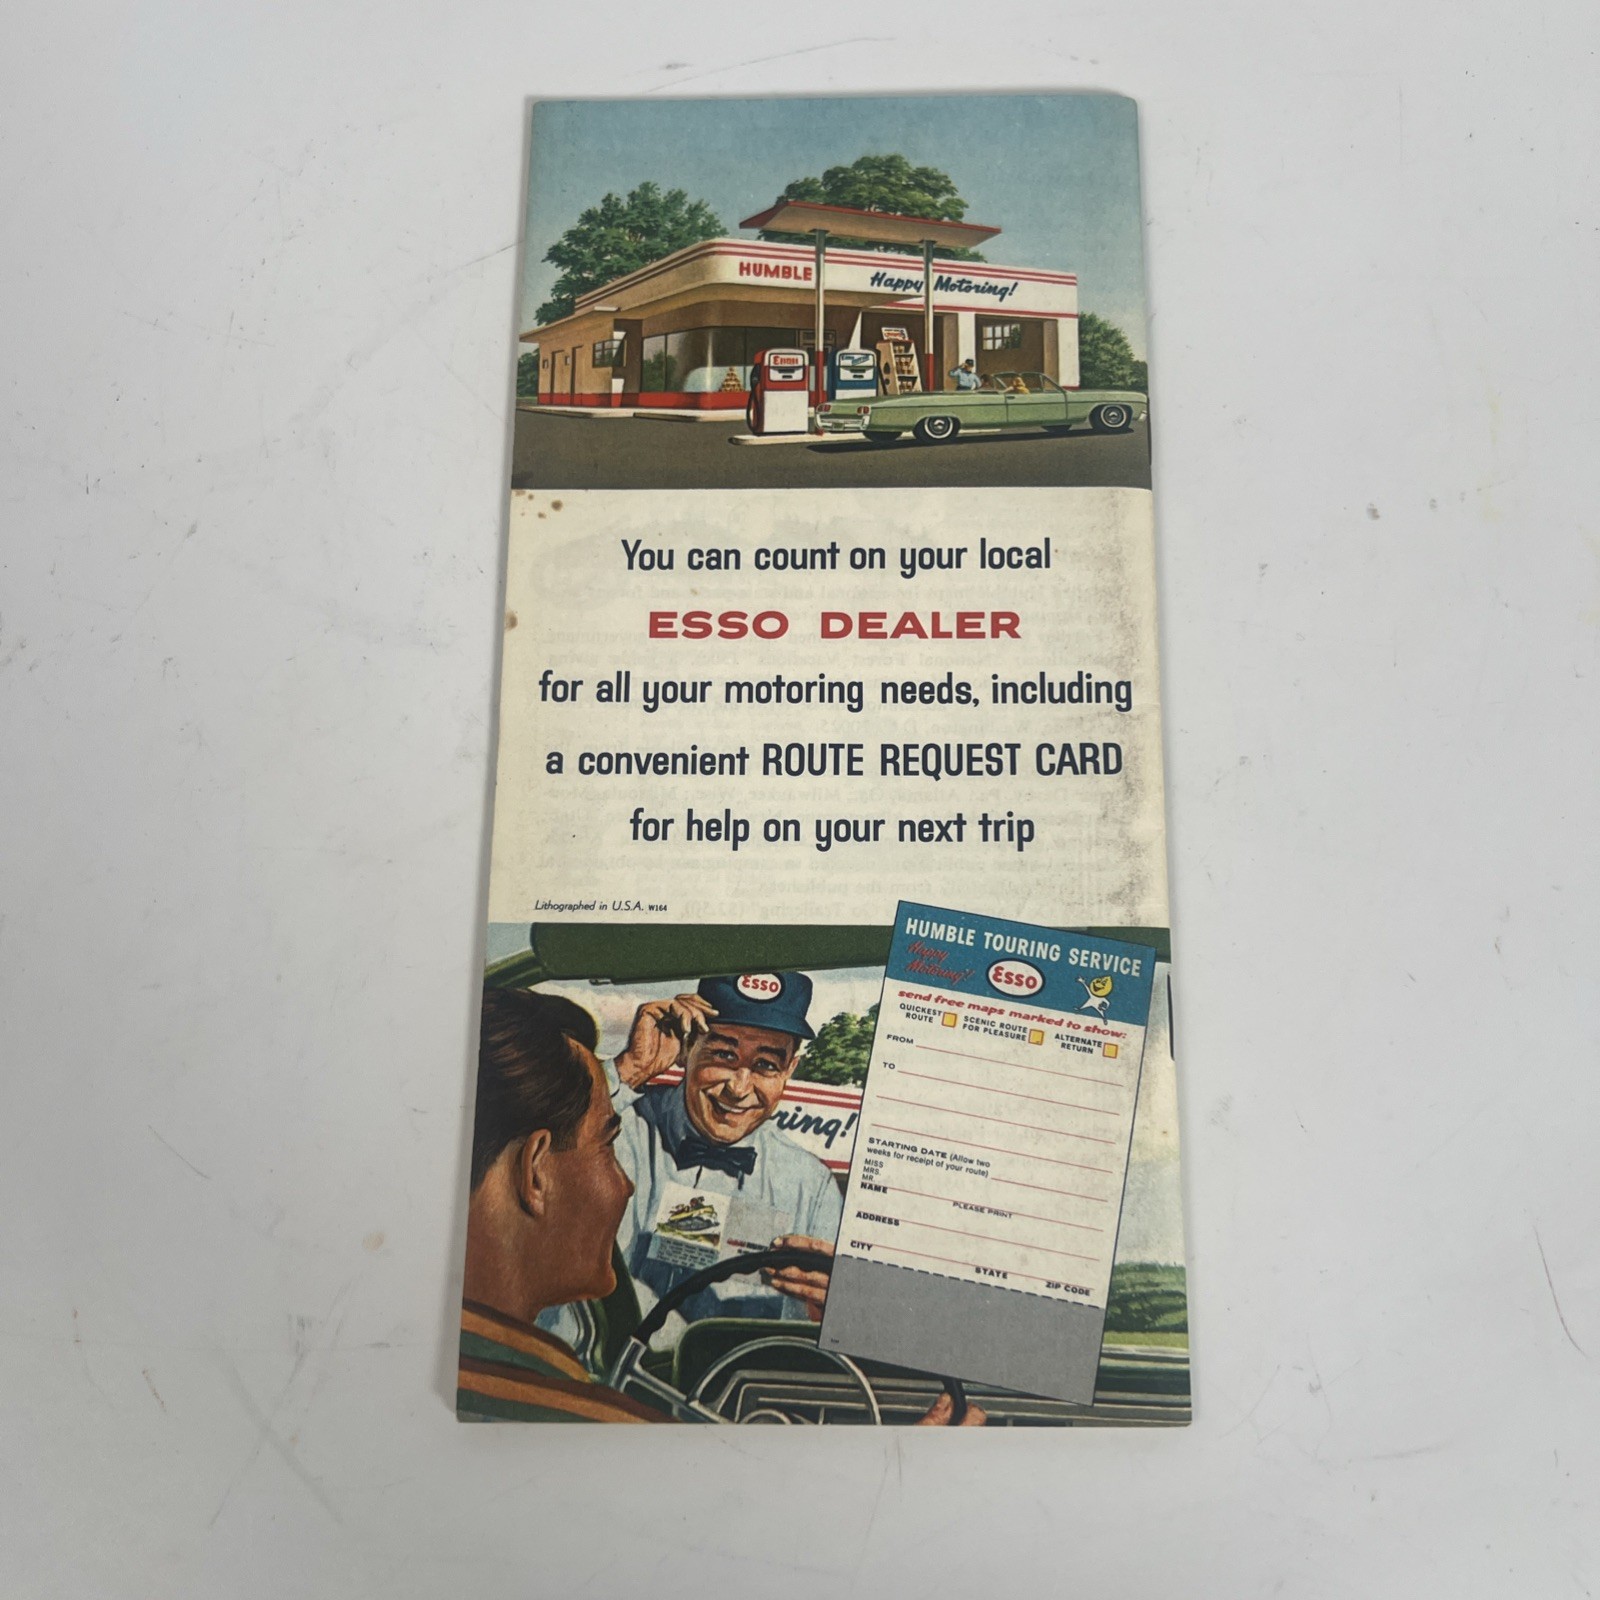 HUMBLE
Happy Motoring!
You can count on your local
ESSO DEALER
for all your motoring needs, including
a convenient ROUTE REQUEST CARD
for help on your next trip
Lithographed in U.S.A. W164
HUMBLE TOURING SERVICE
Happy
Motoring!
Esso
send free maps marked to show:
QUICKEST
ROUTE
SCENIC ROUTE
FOR PLEASURE
ALTERNATE
RETURN
FROM
TO
STARTING DATE (Allow two
weeks for receipt of your route)
MISS
MRS.
MR.
NAME
PLEASE PRINT
ADDRESS
CITY
STATE
ZIP CODE
Esso
ring!